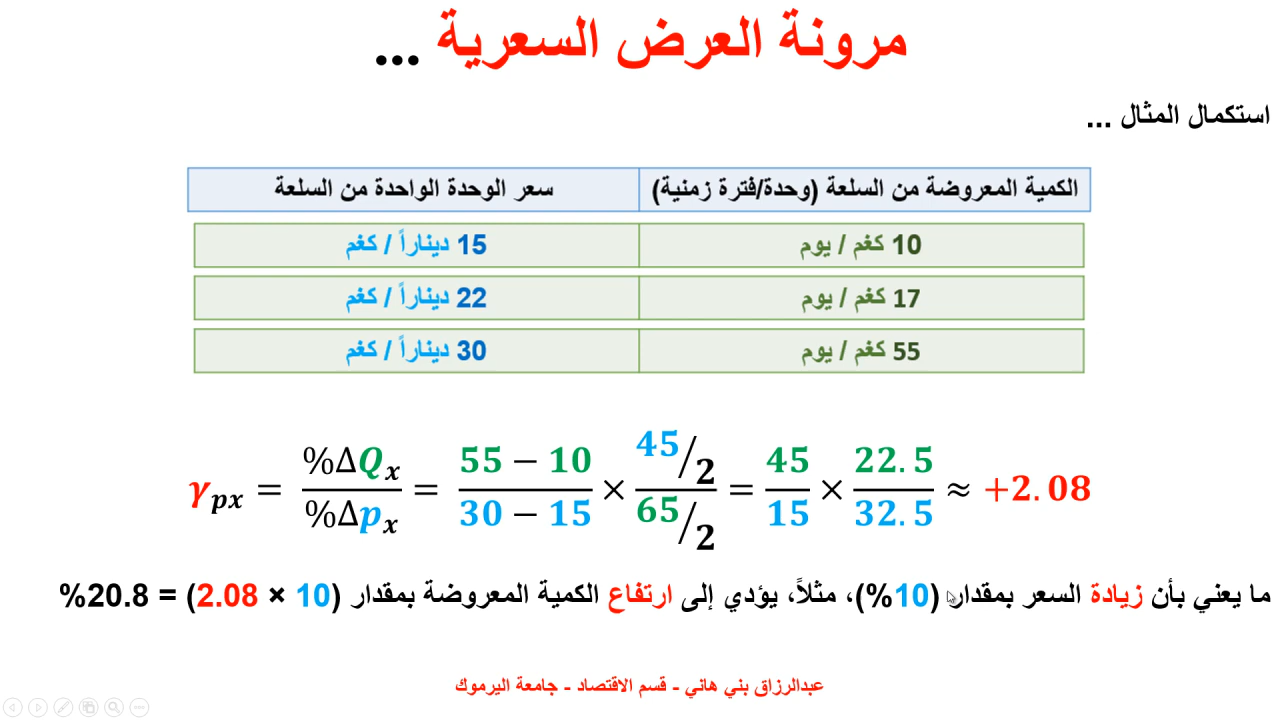 مرونة العرض السعرية ...
استكمال المثال ...
الكمية المعروضة من السلعة (وحدة/فترة زمنية) سعر الوحدة الواحدة من السلعة
10 كغم / يوم 15 ديناراً / كغم
17 كغم / يوم 22 ديناراً / كغم
55 كغم / يوم 30 ديناراً / كغم
γpx = %ΔQx / %Δpx = (55 − 10) / (30 − 15) × (45/2) / (65/2) = 45/15 × 22.5/32.5 ≈ +2.08
ما يعني بأن زيادة السعر بمقدار (10%)، مثلاً، يؤدي إلى ارتفاع الكمية المعروضة بمقدار (10 × 2.08) = 20.8%
عبدالرزاق بني هاني - قسم الاقتصاد - جامعة اليرموك